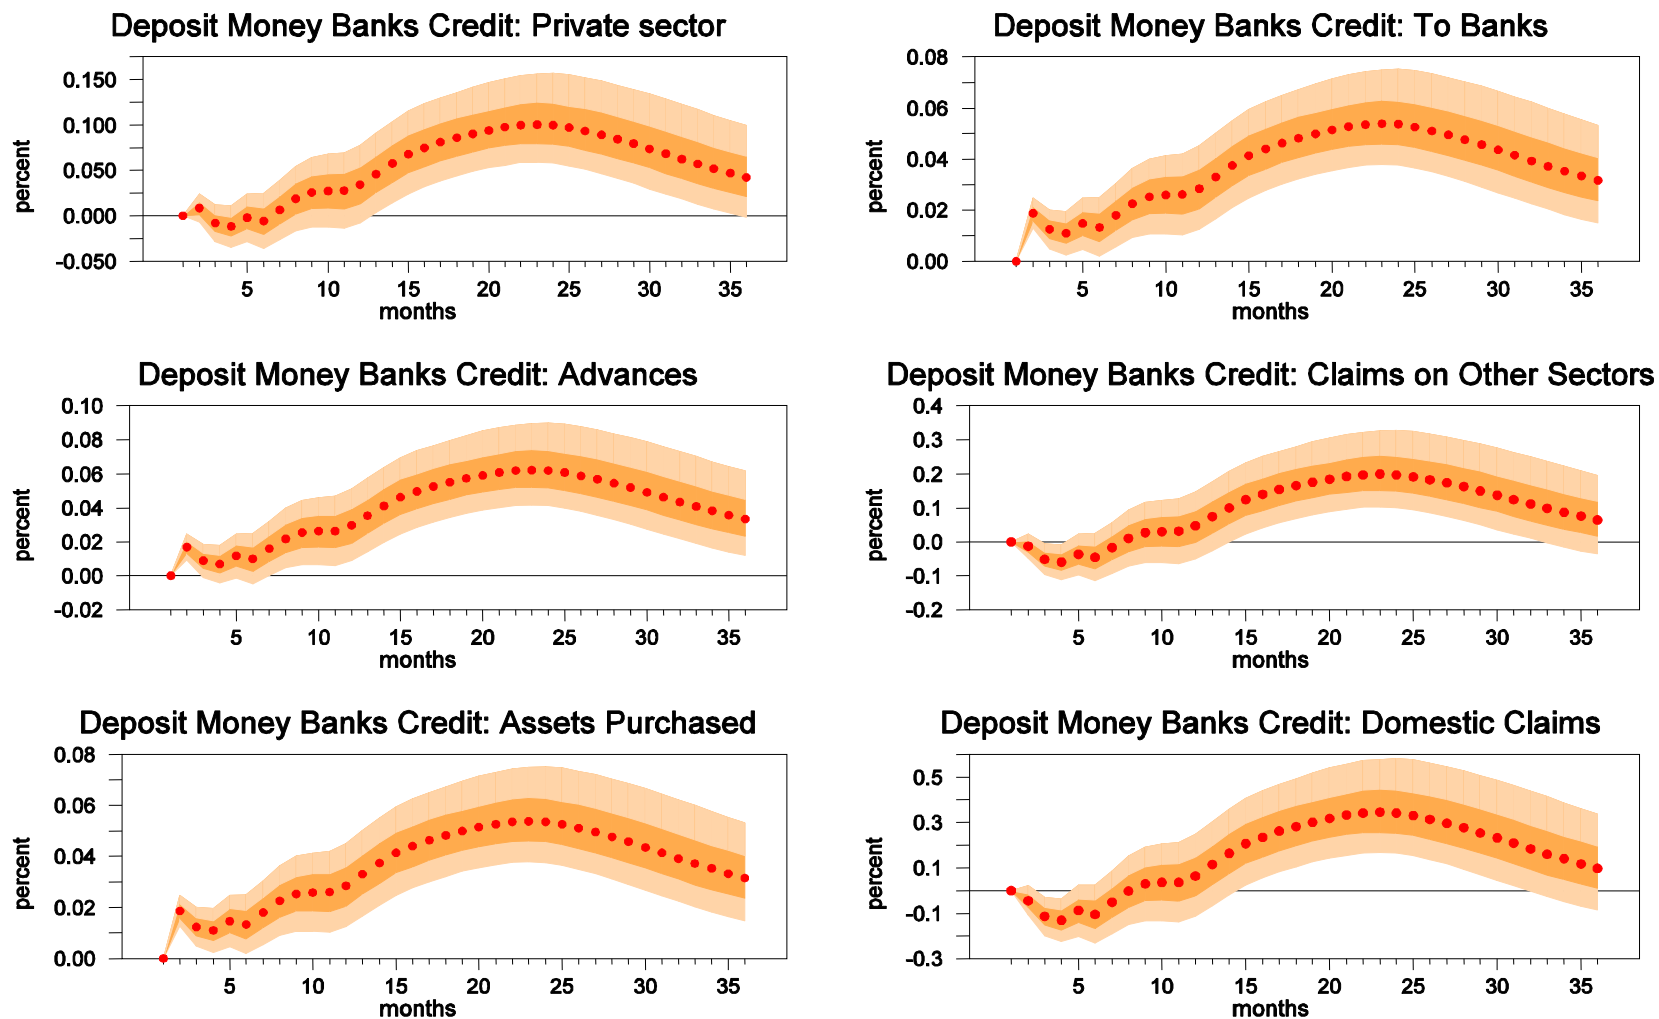 Deposit Money Banks Credit: Private sector
percent
0.150
0.100
0.050
0.000
-0.050
5 10 15 20 25 30 35
months
Deposit Money Banks Credit: To Banks
percent
0.08
0.06
0.04
0.02
0.00
5 10 15 20 25 30 35
months
Deposit Money Banks Credit: Advances
percent
0.10
0.08
0.06
0.04
0.02
0.00
-0.02
5 10 15 20 25 30 35
months
Deposit Money Banks Credit: Claims on Other Sectors
percent
0.4
0.3
0.2
0.1
0.0
-0.1
-0.2
5 10 15 20 25 30 35
months
Deposit Money Banks Credit: Assets Purchased
percent
0.08
0.06
0.04
0.02
0.00
5 10 15 20 25 30 35
months
Deposit Money Banks Credit: Domestic Claims
percent
0.5
0.3
0.1
-0.1
-0.3
5 10 15 20 25 30 35
months